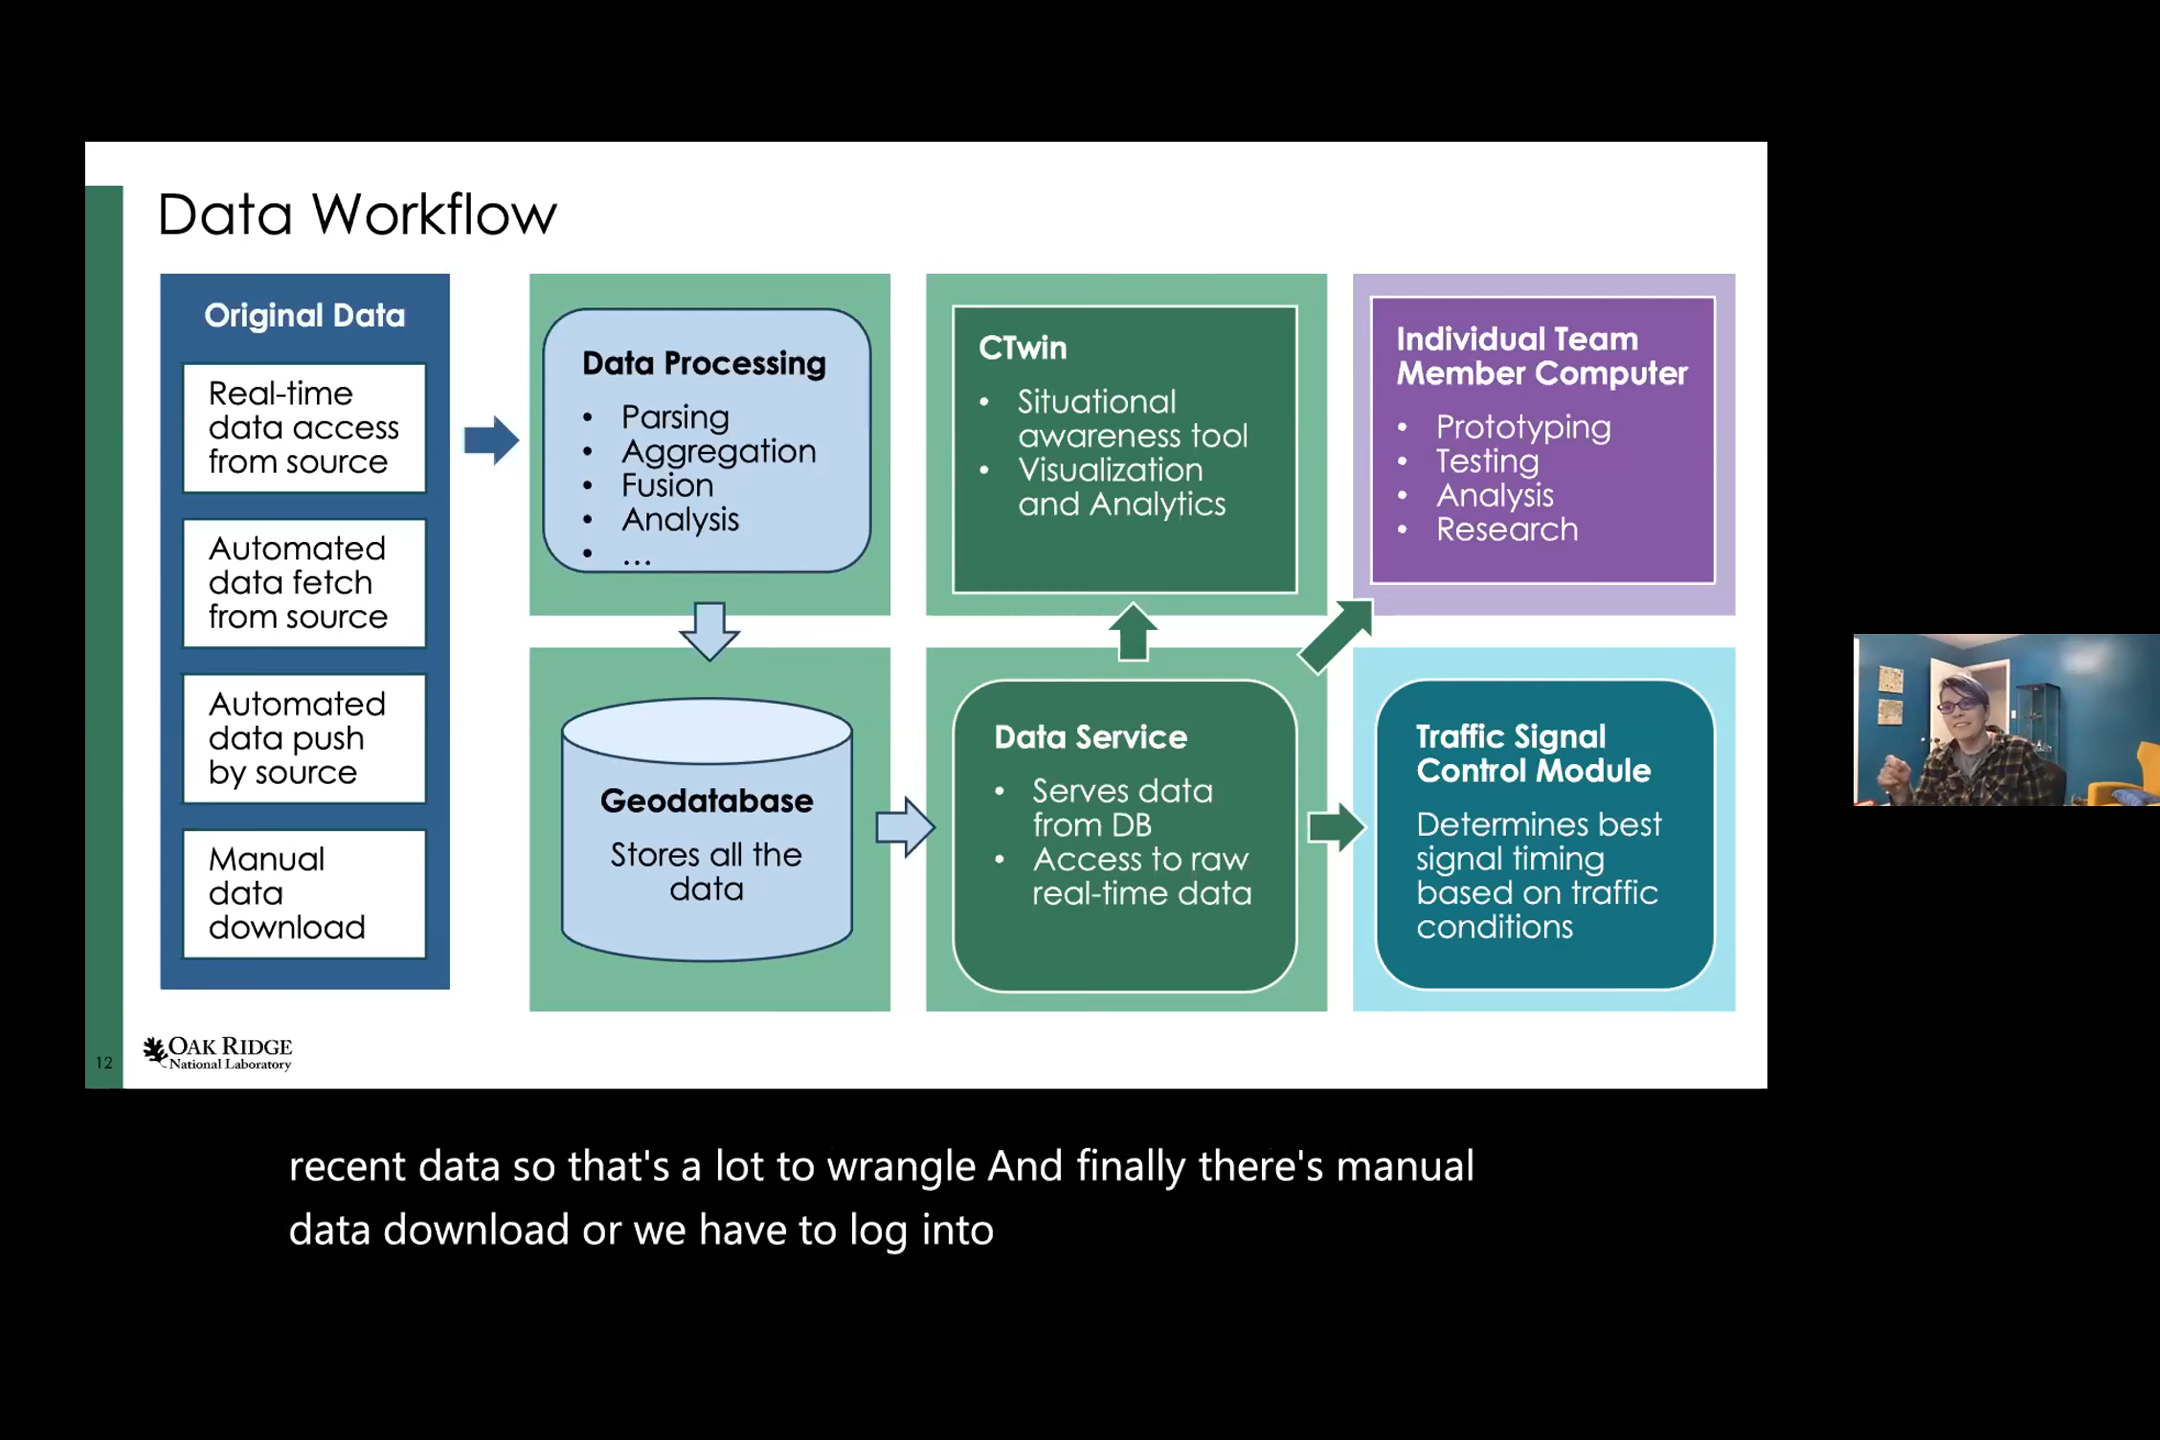 Data Workflow
Original Data
Real-time
data access
from source
Automated
data fetch
from source
Automated
data push
by source
Manual
data
download
Data Processing
• Parsing
• Aggregation
• Fusion
• Analysis
• ...
Geodatabase
Stores all the
data
CTwin
• Situational
awareness tool
• Visualization
and Analytics
Data Service
• Serves data
from DB
• Access to raw
real-time data
Individual Team
Member Computer
• Prototyping
• Testing
• Analysis
• Research
Traffic Signal
Control Module
Determines best
signal timing
based on traffic
conditions
12
OAK RIDGE
National Laboratory
recent data so that's a lot to wrangle And finally there's manual
data download or we have to log into